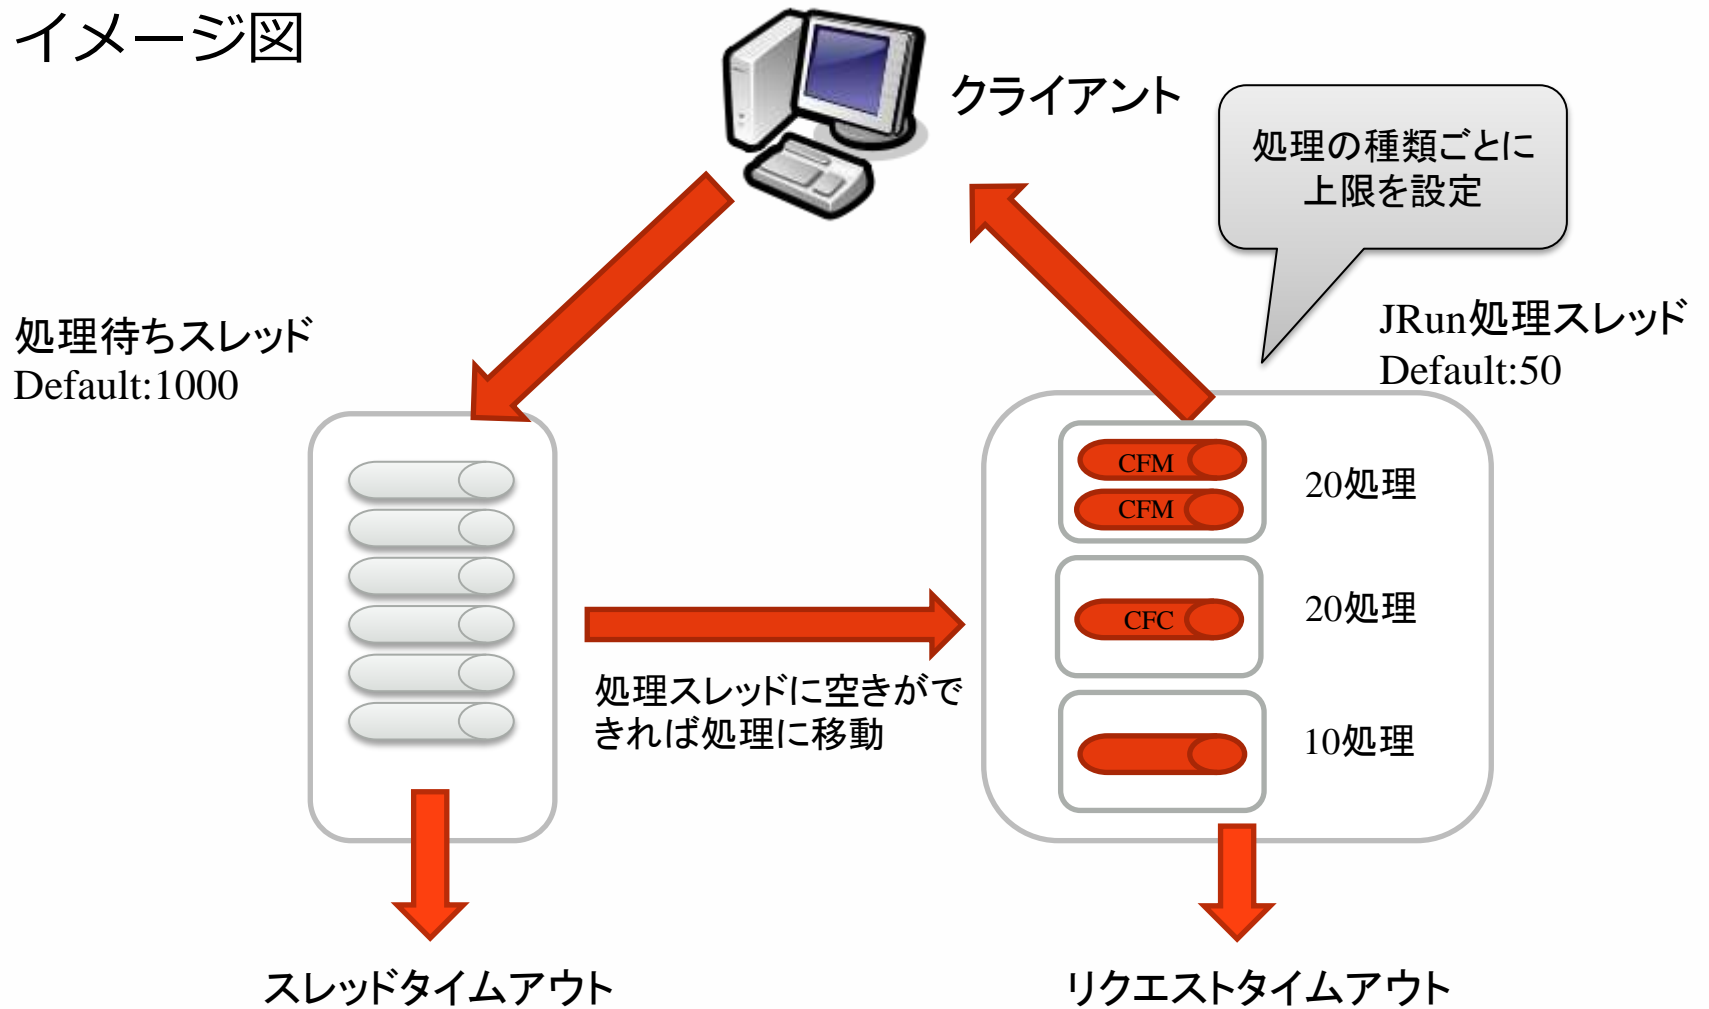 イメージ図
クライアント
処理の種類ごとに
上限を設定
処理待ちスレッド
Default:1000
JRun処理スレッド
Default:50
CFM
CFM
20処理
CFC
20処理
処理スレッドに空きがで
きれば処理に移動
10処理
スレッドタイムアウト
リクエストタイムアウト